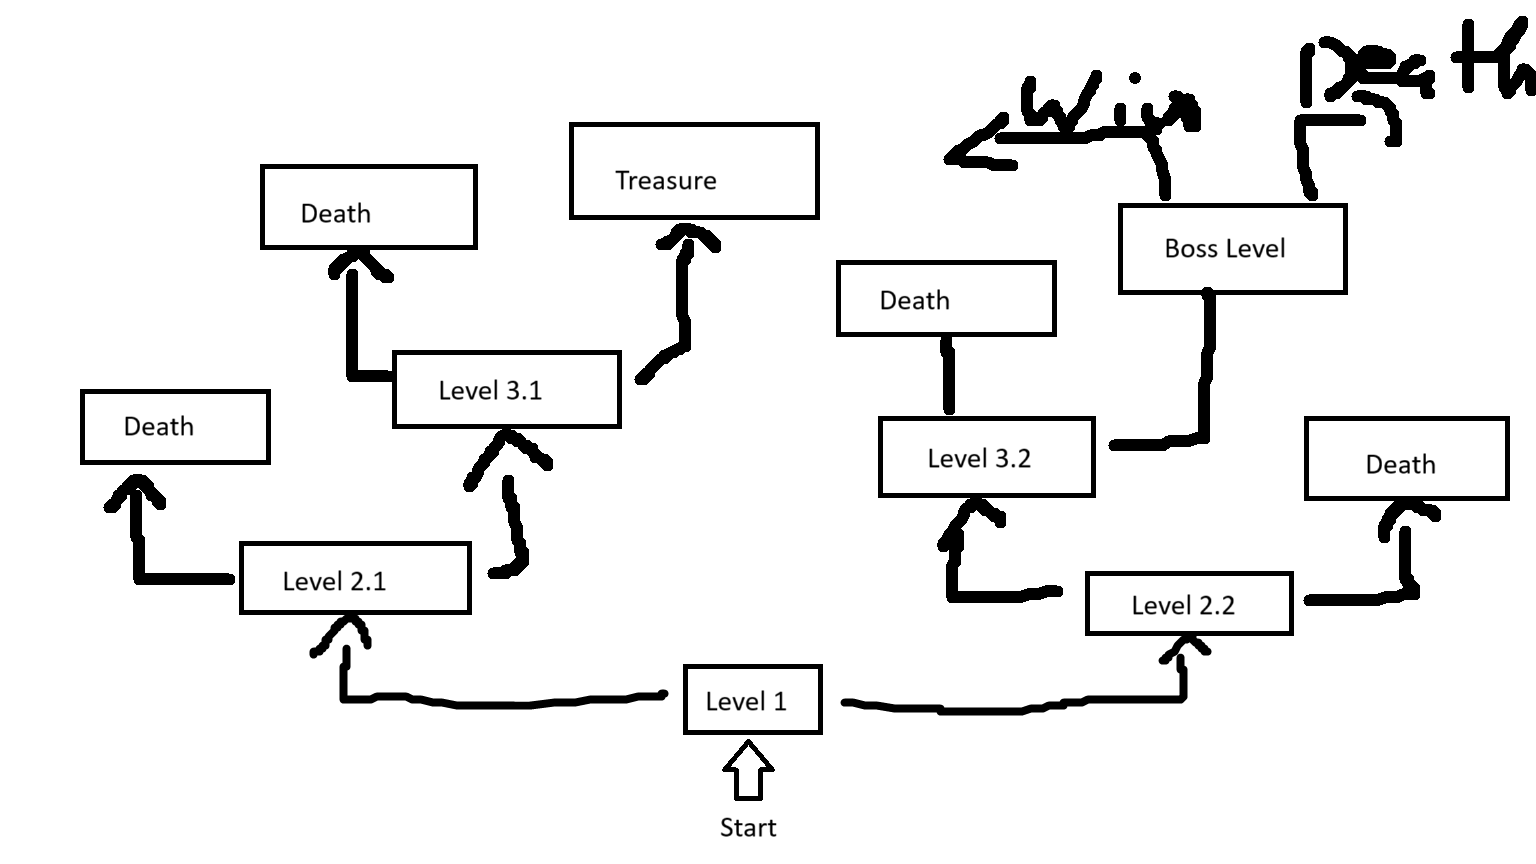 Win
Death
Treasure
Death
Boss Level
Death
Level 3.1
Death
Level 3.2
Death
Level 2.1
Level 2.2
Level 1
Start